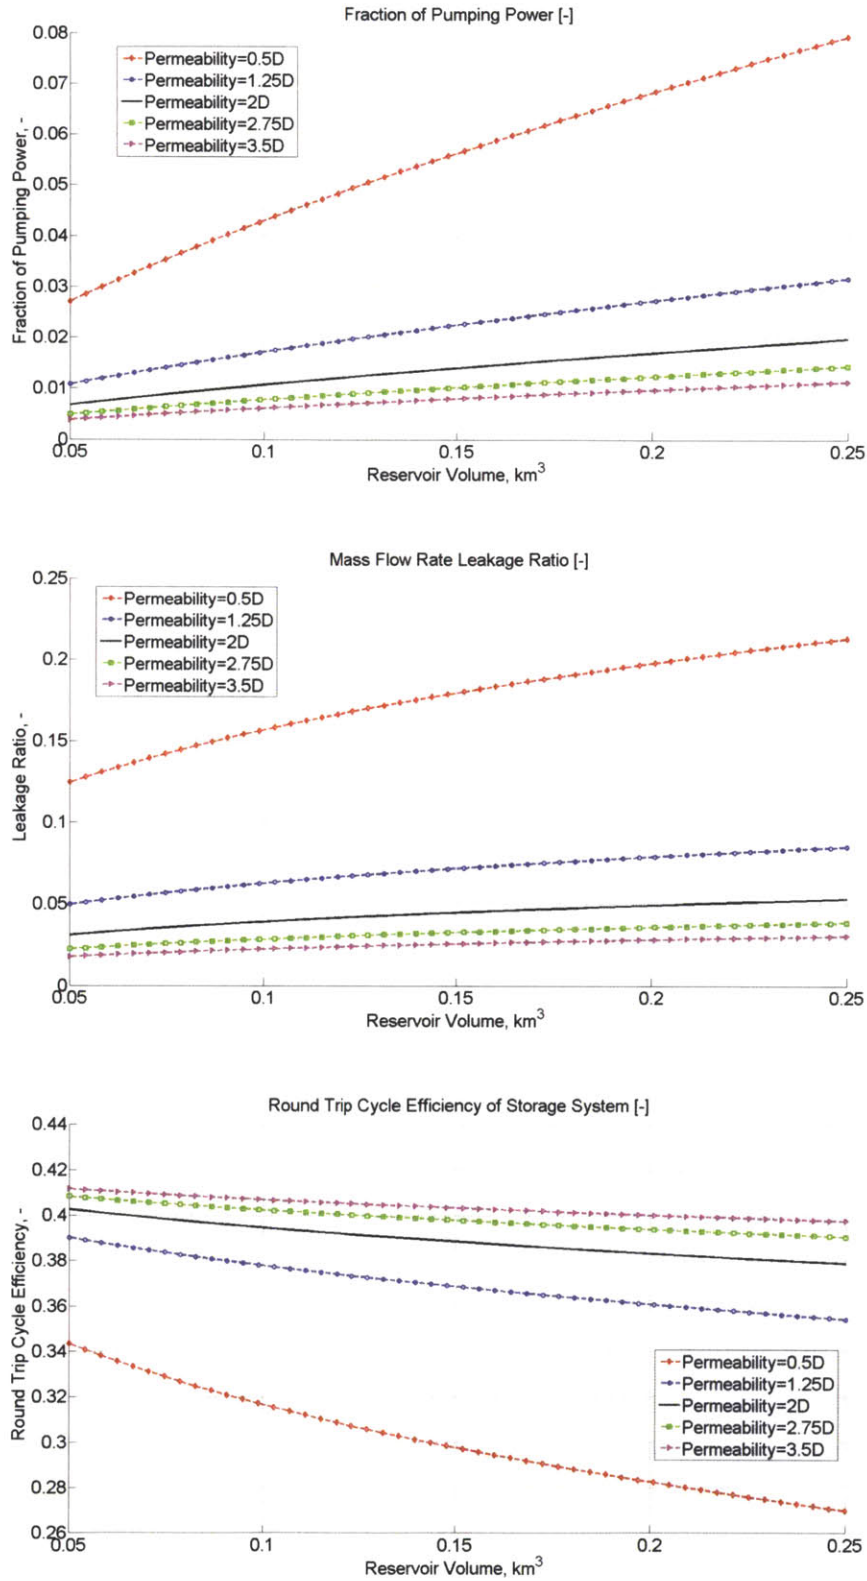 Fraction of Pumping Power [-]
0.08
0.07
0.06
0.05
0.04
0.03
0.02
0.01
0
Fraction of Pumping Power, -
Permeability=0.5D
Permeability=1.25D
Permeability=2D
Permeability=2.75D
Permeability=3.5D
0.05
0.1
0.15
0.2
0.25
Reservoir Volume, km³
Mass Flow Rate Leakage Ratio [-]
0.25
0.2
0.15
0.1
0.05
0
Leakage Ratio, -
Permeability=0.5D
Permeability=1.25D
Permeability=2D
Permeability=2.75D
Permeability=3.5D
0.05
0.1
0.15
0.2
0.25
Reservoir Volume, km³
Round Trip Cycle Efficiency of Storage System [-]
0.44
0.42
0.4
0.38
0.36
0.34
0.32
0.3
0.28
0.26
Round Trip Cycle Efficiency, -
Permeability=0.5D
Permeability=1.25D
Permeability=2D
Permeability=2.75D
Permeability=3.5D
0.05
0.1
0.15
0.2
0.25
Reservoir Volume, km³